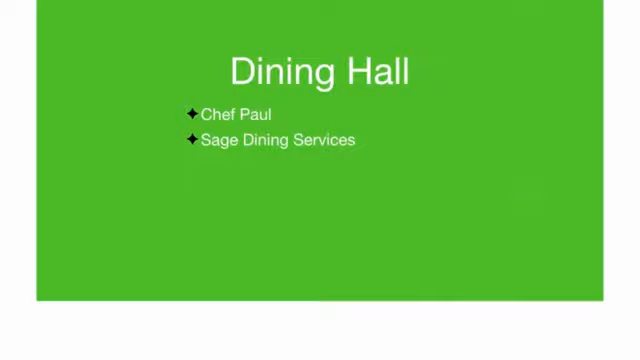 Dining Hall
✦Chef Paul
✦Sage Dining Services